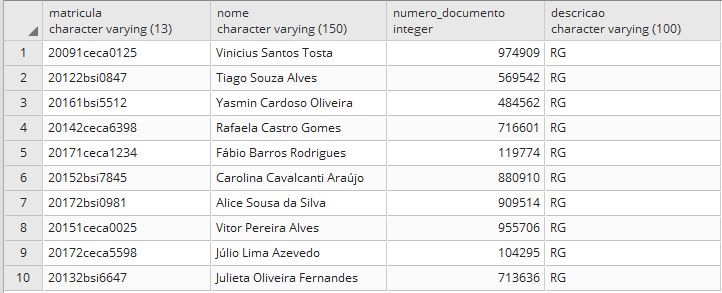 matricula nome numero_documento descricao
character varying (13) character varying (150) integer character varying (100)
1 20091ceca0125 Vinicius Santos Tosta 974909 RG
2 20122bsi0847 Tiago Souza Alves 569542 RG
3 20161bsi5512 Yasmin Cardoso Oliveira 484562 RG
4 20142ceca6398 Rafaela Castro Gomes 716601 RG
5 20171ceca1234 Fábio Barros Rodrigues 119774 RG
6 20152bsi7845 Carolina Cavalcanti Araújo 880910 RG
7 20172bsi0981 Alice Sousa da Silva 909514 RG
8 20151ceca0025 Vitor Pereira Alves 955706 RG
9 20172ceca5598 Júlio Lima Azevedo 104295 RG
10 20132bsi6647 Julieta Oliveira Fernandes 713636 RG